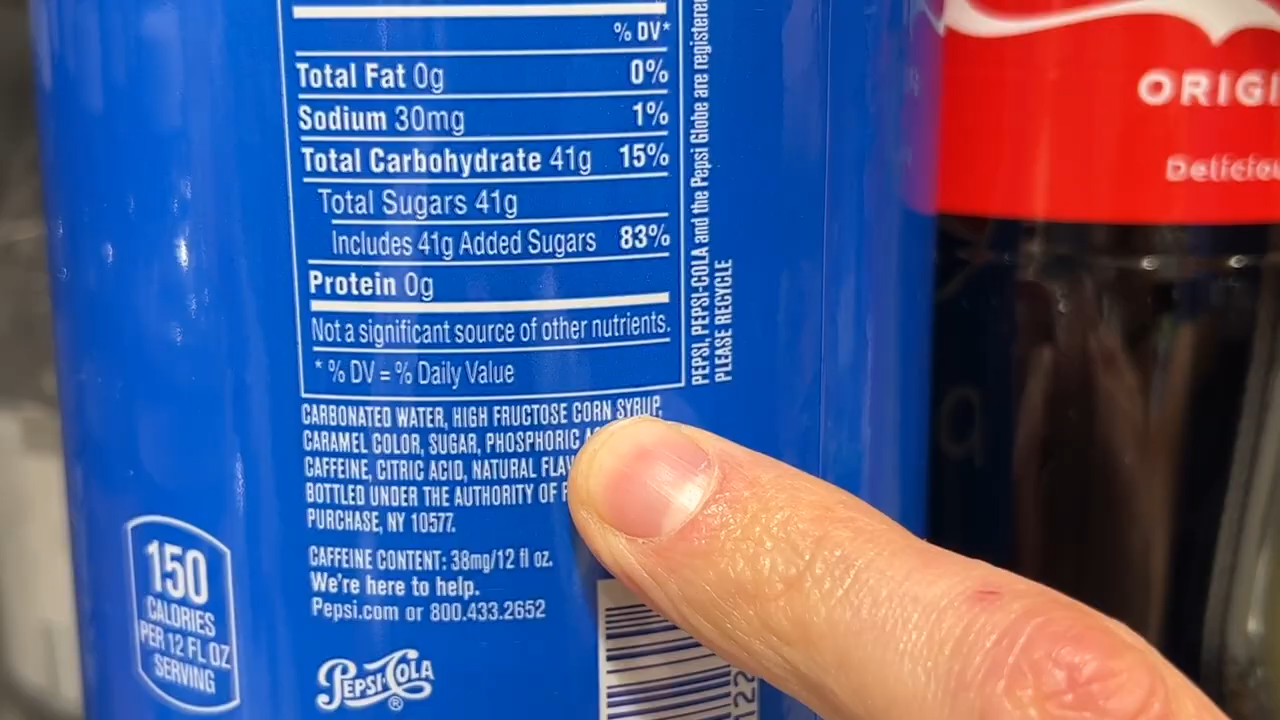 % DV*
Total Fat 0g 0%
Sodium 30mg 1%
Total Carbohydrate 41g 15%
Total Sugars 41g
Includes 41g Added Sugars 83%
Protein 0g
Not a significant source of other nutrients.
* % DV = % Daily Value
CARBONATED WATER, HIGH FRUCTOSE CORN SYRUP,
CARAMEL COLOR, SUGAR, PHOSPHORIC
CAFFEINE, CITRIC ACID, NATURAL
BOTTLED UNDER THE AUTHORITY OF
PURCHASE, NY 10577.
CAFFEINE CONTENT: 38mg/12 fl oz.
We're here to help.
Pepsi.com or 800.433.2652
PEPSI-COLA
®
150
CALORIES
PER 12 FL OZ
SERVING
PEPSI, PEPSI-COLA and the Pepsi Globe are registered
PLEASE RECYCLE
122
ORIGI
Deliciou